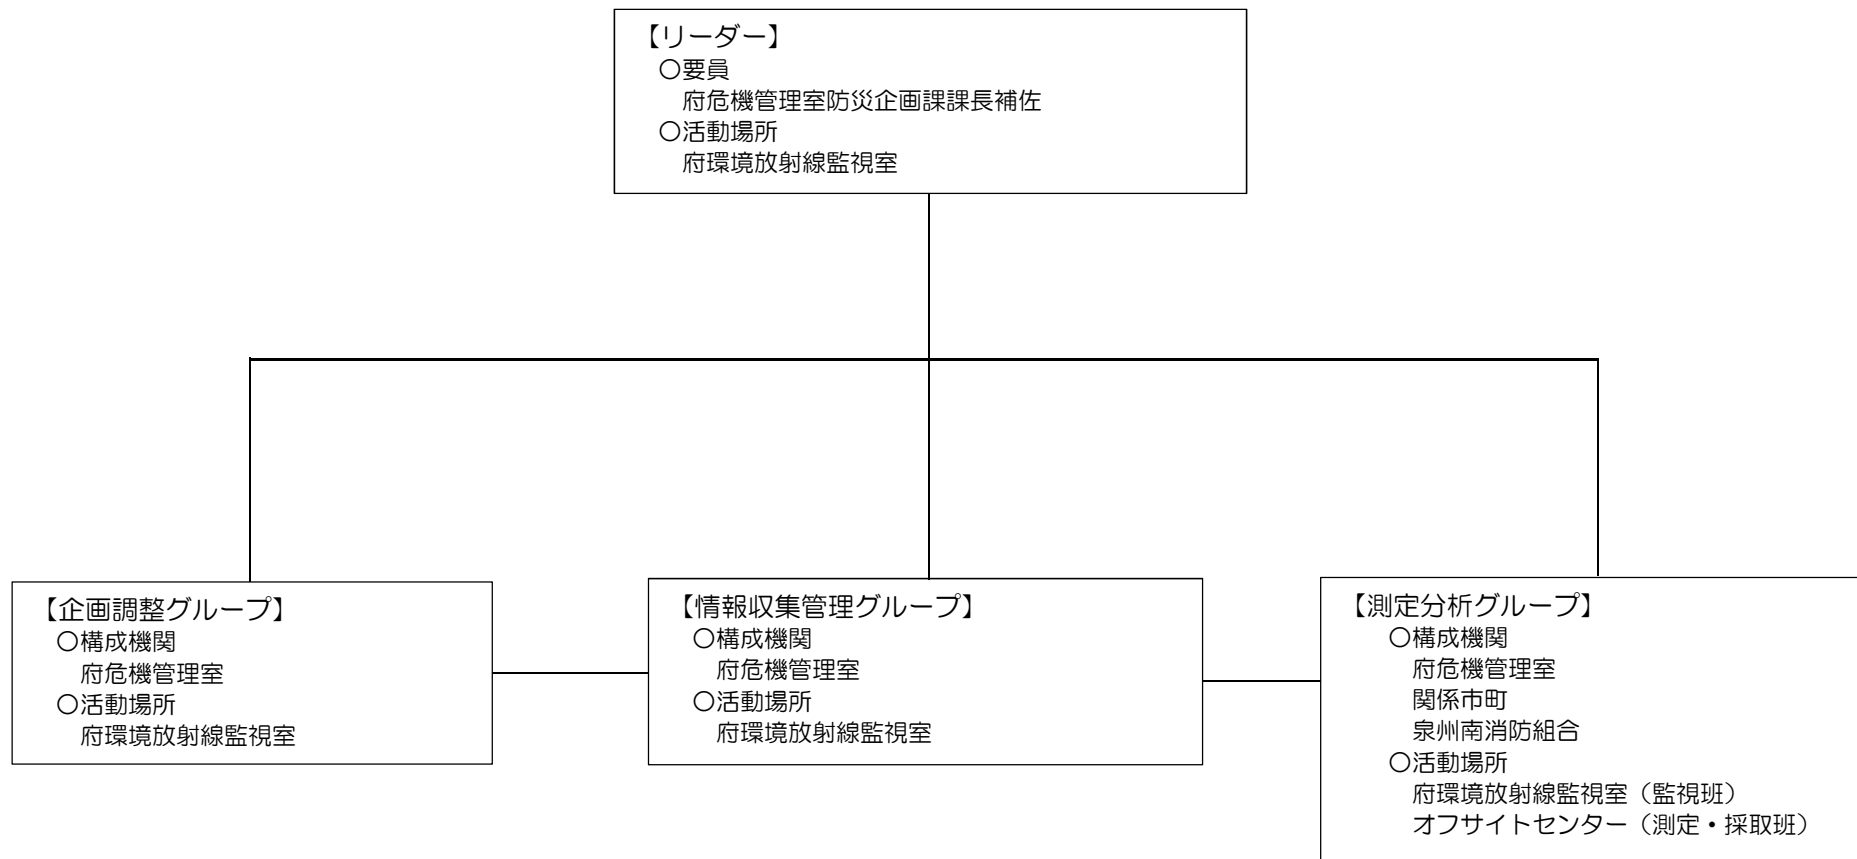 【リーダー】
○要員
府危機管理室防災企画課課長補佐
○活動場所
府環境放射線監視室
【企画調整グループ】
○構成機関
府危機管理室
○活動場所
府環境放射線監視室
【情報収集管理グループ】
○構成機関
府危機管理室
○活動場所
府環境放射線監視室
【測定分析グループ】
○構成機関
府危機管理室
関係市町
泉州南消防組合
○活動場所
府環境放射線監視室（監視班）
オフサイトセンター（測定・採取班）